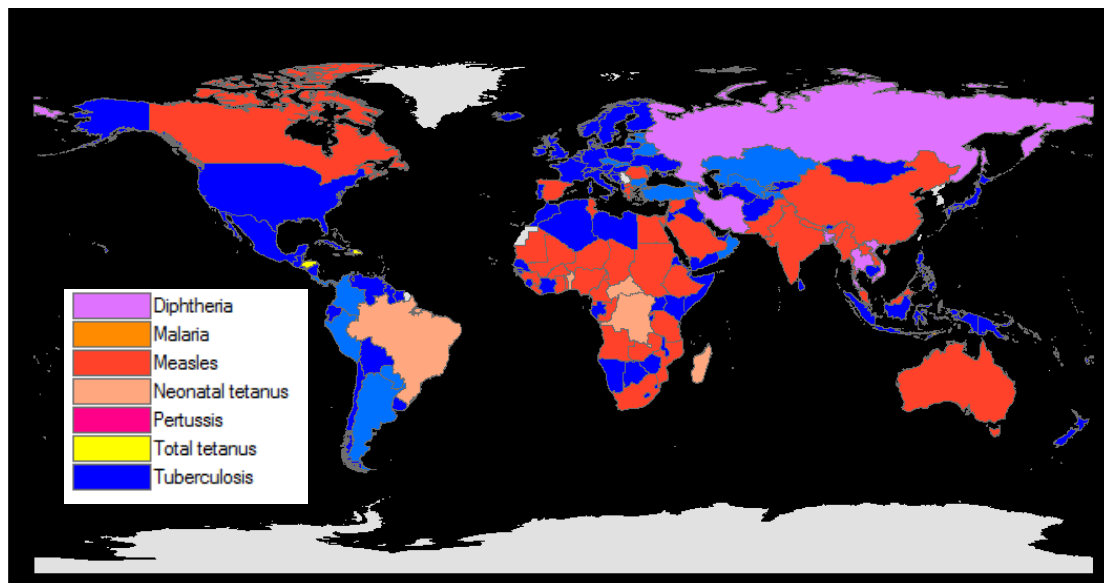 Diphtheria
Malaria
Measles
Neonatal tetanus
Pertussis
Total tetanus
Tuberculosis